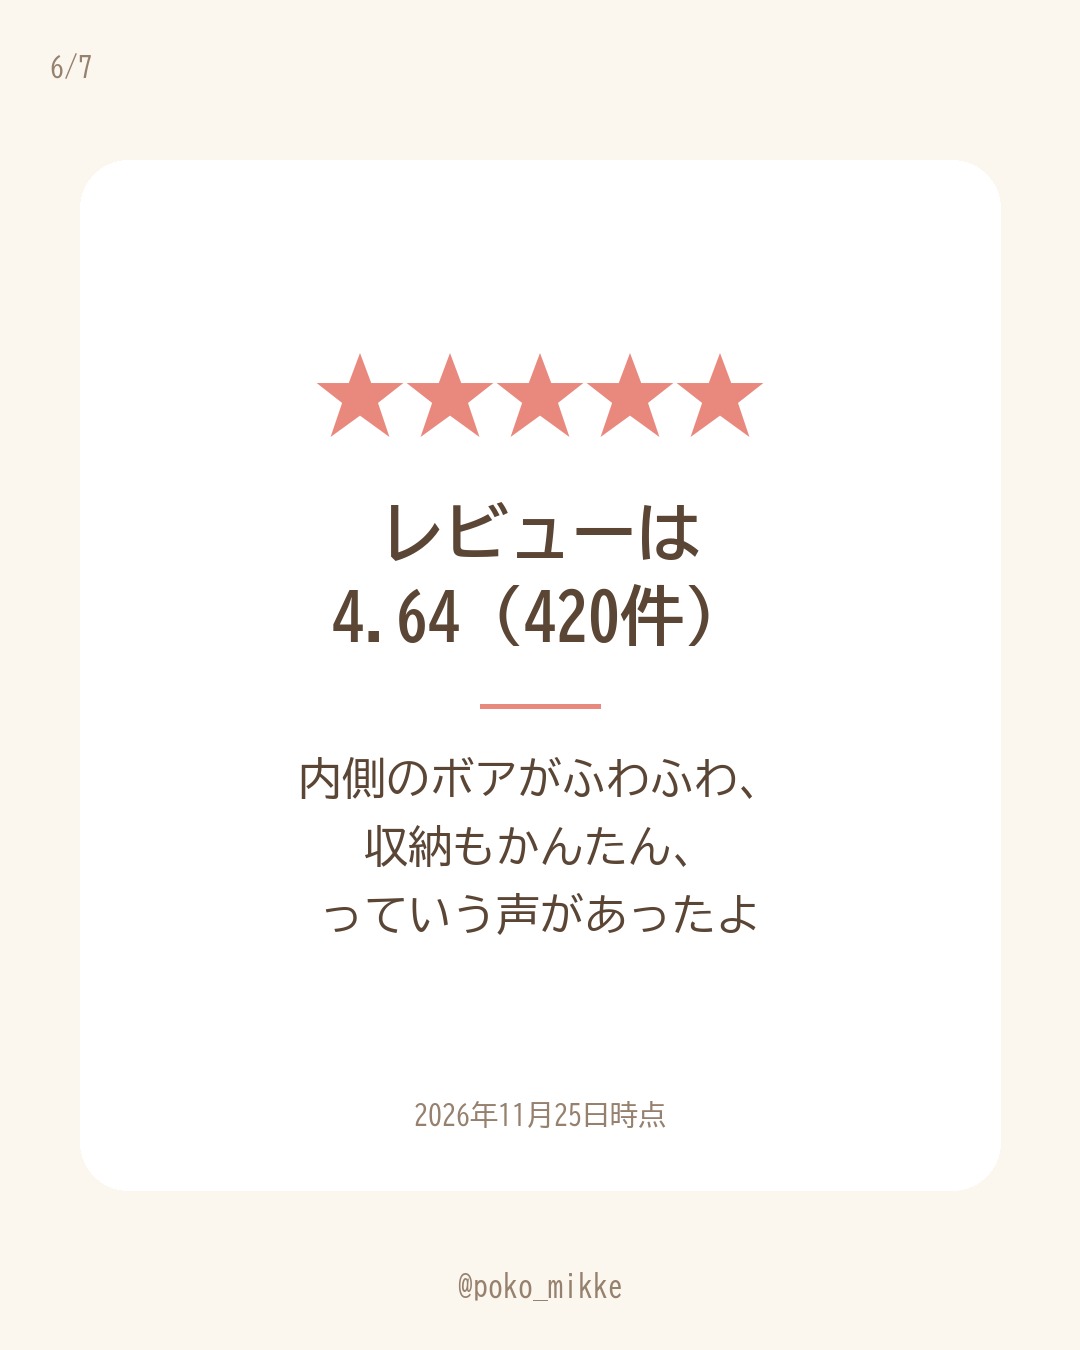 6/7
★★★★★
レビューは
4.64（420件）
内側のボアがふわふわ、
収納もかんたん、
っていう声があったよ
2026年11月25日時点
@poko_mikke